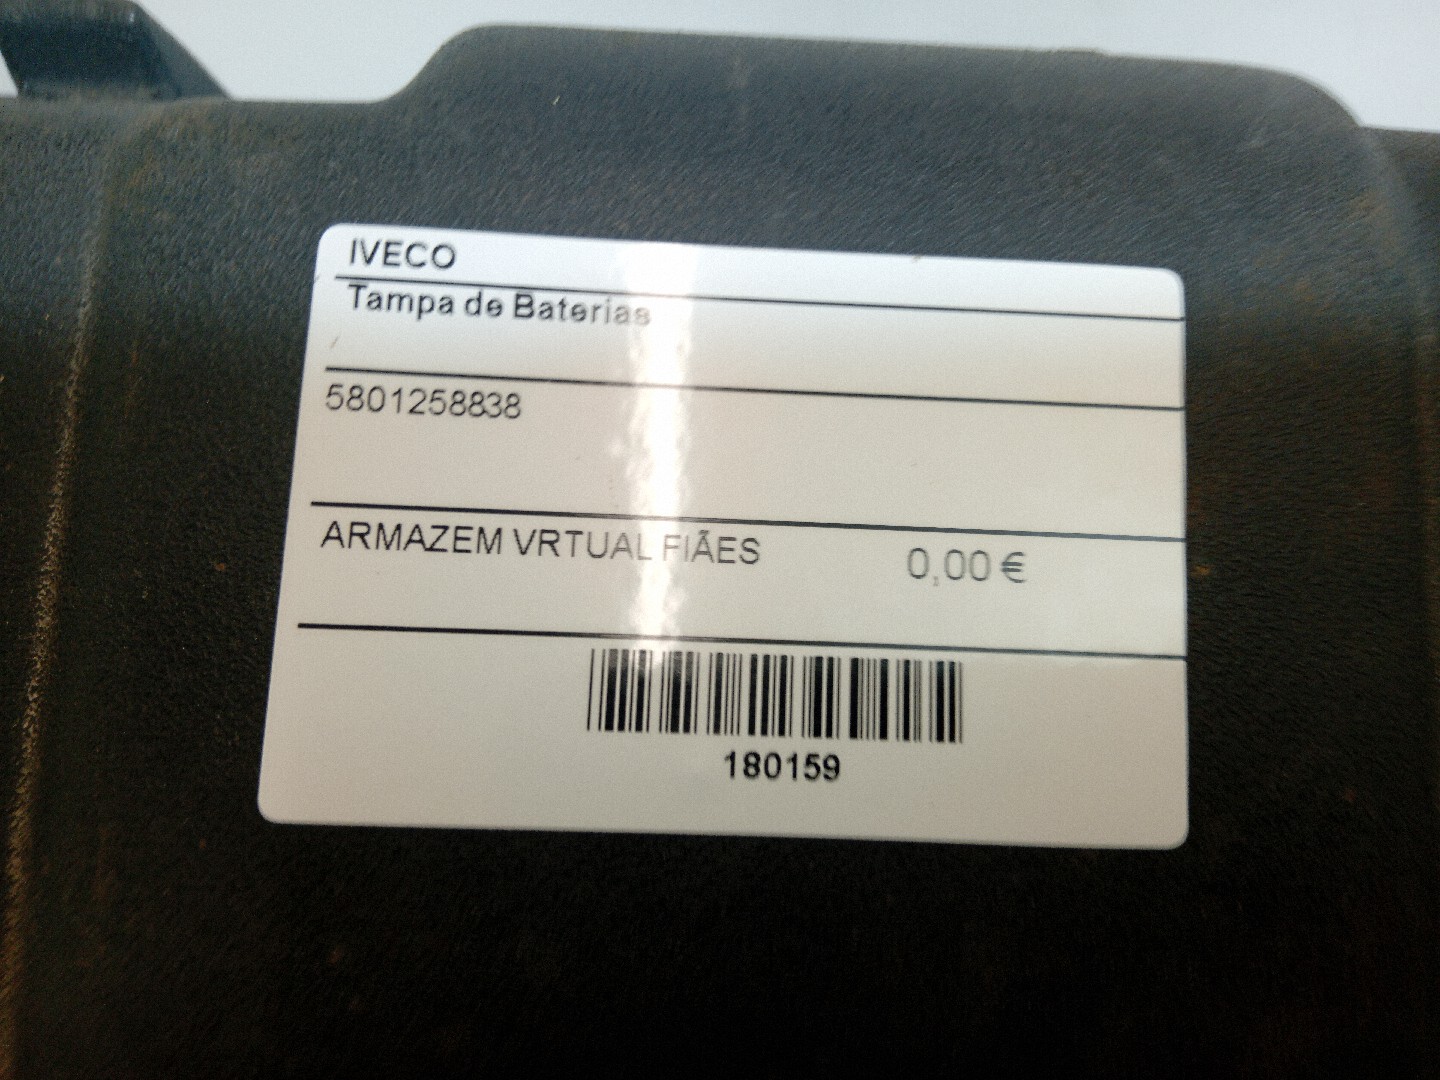 IVECO
Tampa de Baterias
5801258838
ARMAZEM VRTUAL FIÃES 0,00 €
180159